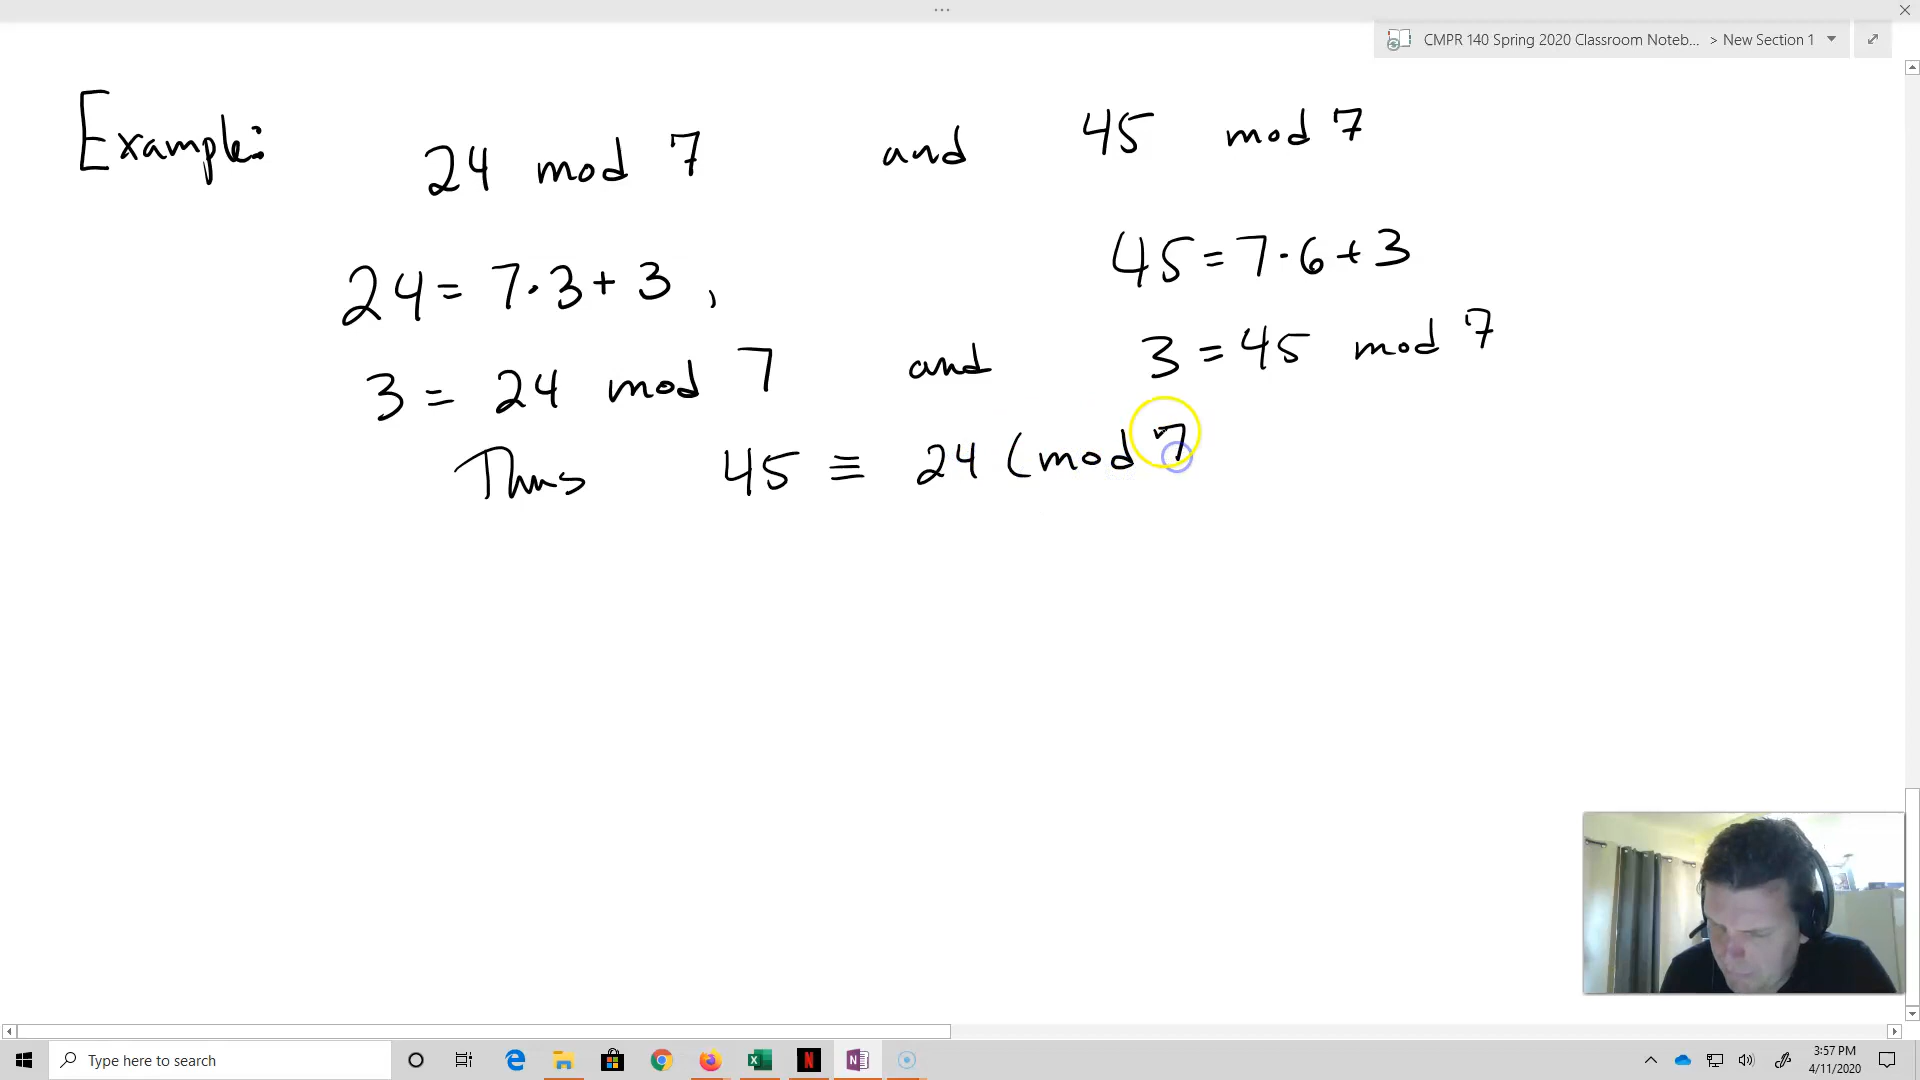 CMPR 140 Spring 2020 Classroom Noteb... > New Section 1
Example: 24 mod 7 and 45 mod 7
24 = 7·3 + 3 , 45 = 7·6 + 3
3 = 24 mod 7 and 3 = 45 mod 7
Thus 45 ≡ 24 (mod 7
Type here to search
3:57 PM
4/11/2020